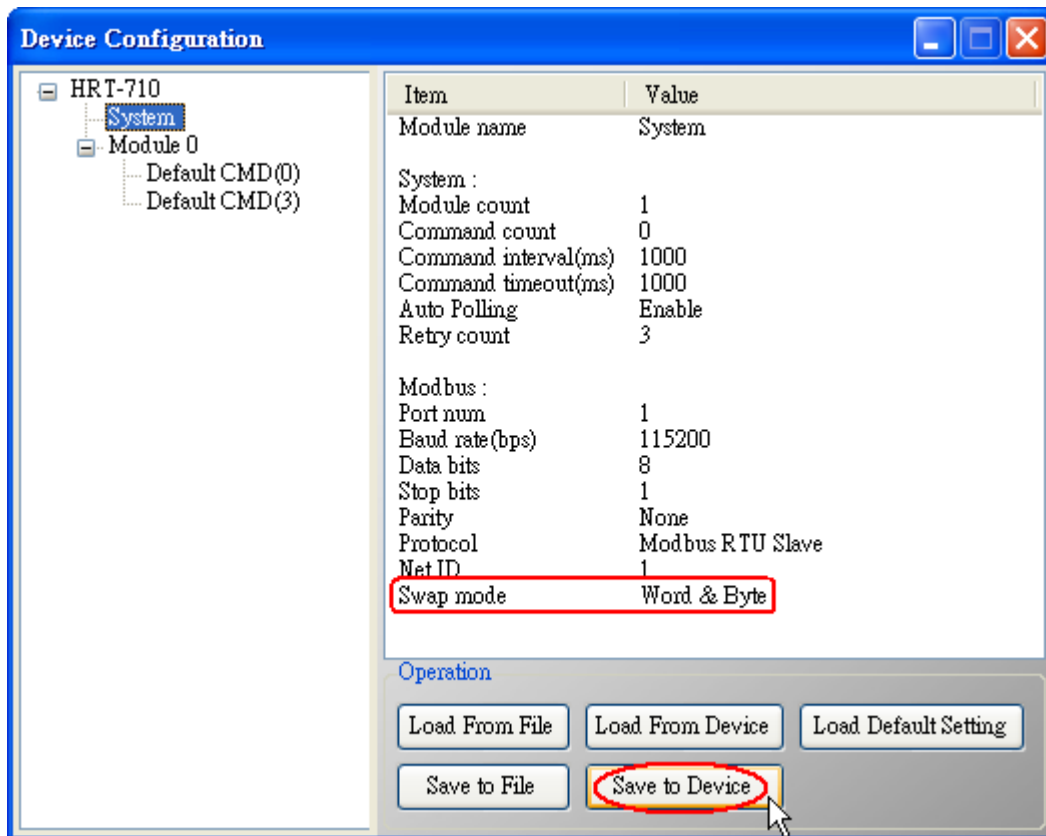 Device Configuration
HRT-710
System
Module 0
Default CMD(0)
Default CMD(3)
Item Value
Module name System
System :
Module count 1
Command count 0
Command interval(ms) 1000
Command timeout(ms) 1000
Auto Polling Enable
Retry count 3
Modbus :
Port num 1
Baud rate(bps) 115200
Data bits 8
Stop bits 1
Parity None
Protocol Modbus RTU Slave
Net ID 1
Swap mode Word & Byte
Operation
Load From File Load From Device Load Default Setting
Save to File Save to Device